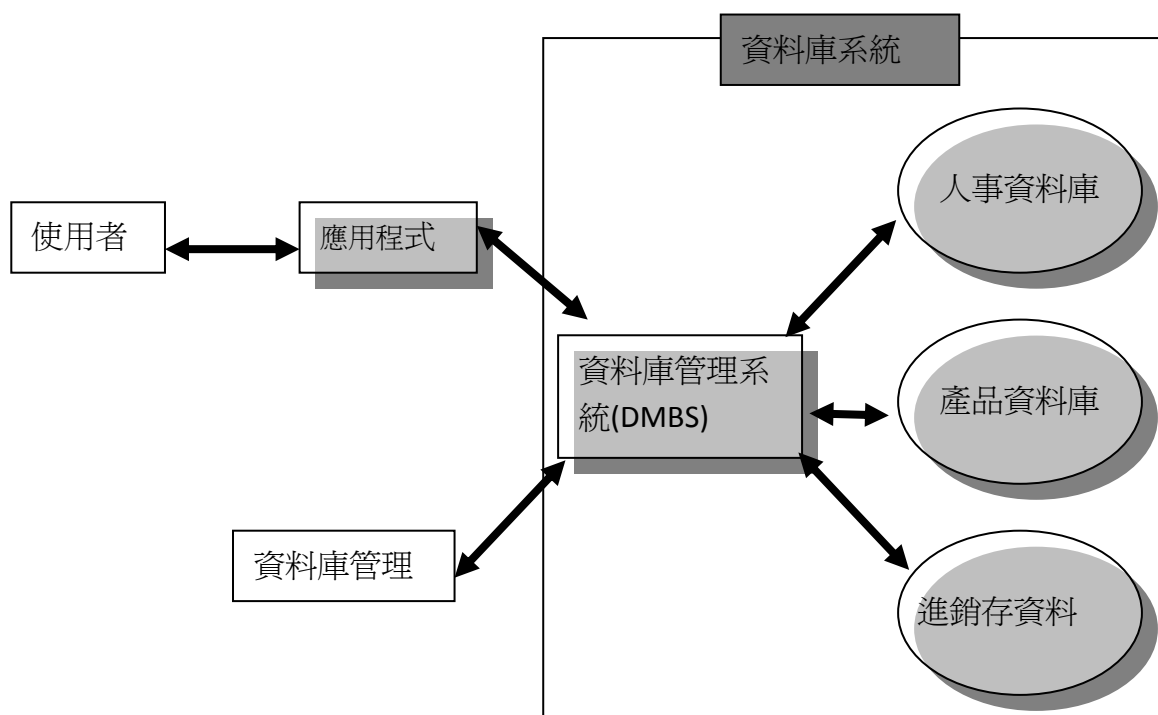 資料庫系統
人事資料庫
使用者
應用程式
資料庫管理系
統(DMBS)
產品資料庫
資料庫管理
進銷存資料